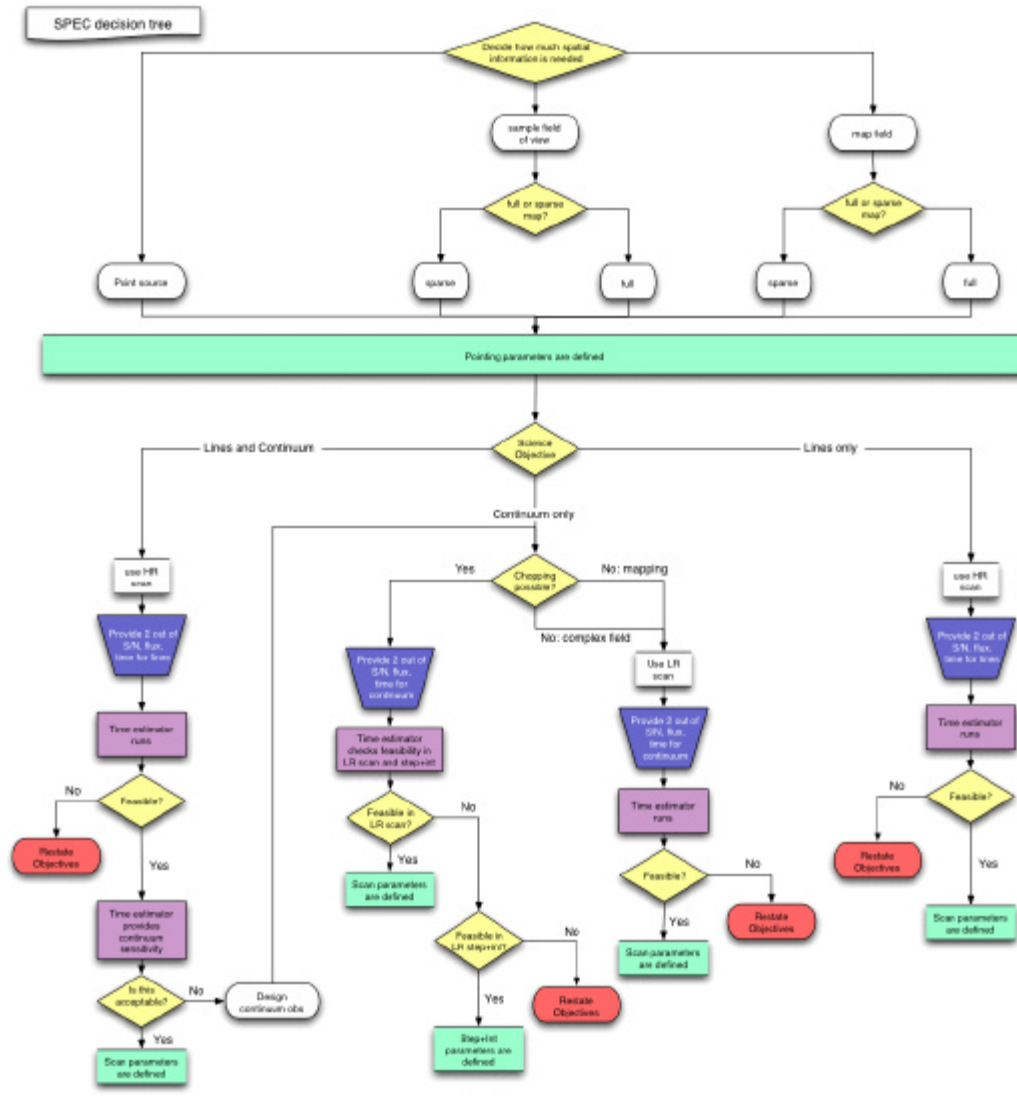 SPEC decision tree
Decide how much spatial
information is needed
sample field
of view
map field
full or sparse
map?
full or sparse
map?
Point source
sparse
full
sparse
full
Pointing parameters are defined
Lines and Continuum
Science
Objective
Lines only
Continuum only
use HR
scan
Yes
Chopping
possible?
No: mapping
use HR
scan
No: complex field
Provide 2 out of
S/N, flux,
time for lines
Provide 2 out of
S/N, flux,
time for continuum
Use LR
scan
Provide 2 out of
S/N, flux,
time for lines
Time estimator
runs
Time estimator
checks feasibility in
LR scan and step+int
Provide 2 out of
S/N, flux,
time for continuum
Time estimator
runs
No
Feasible?
Feasible in
LR scan?
No
Time estimator
runs
No
Feasible?
Restate
Objectives
Yes
Yes
Restate
Objectives
Yes
Scan parameters
are defined
Feasible?
No
Time estimator
provides
continuum
sensitivity
Feasible in
LR step+int?
No
Yes
Restate
Objectives
Scan parameters
are defined
Scan parameters
are defined
Is this
acceptable?
No
Design
continuum obs
Yes
Restate
Objectives
Yes
Scan parameters
are defined
Step+Int
parameters are
defined